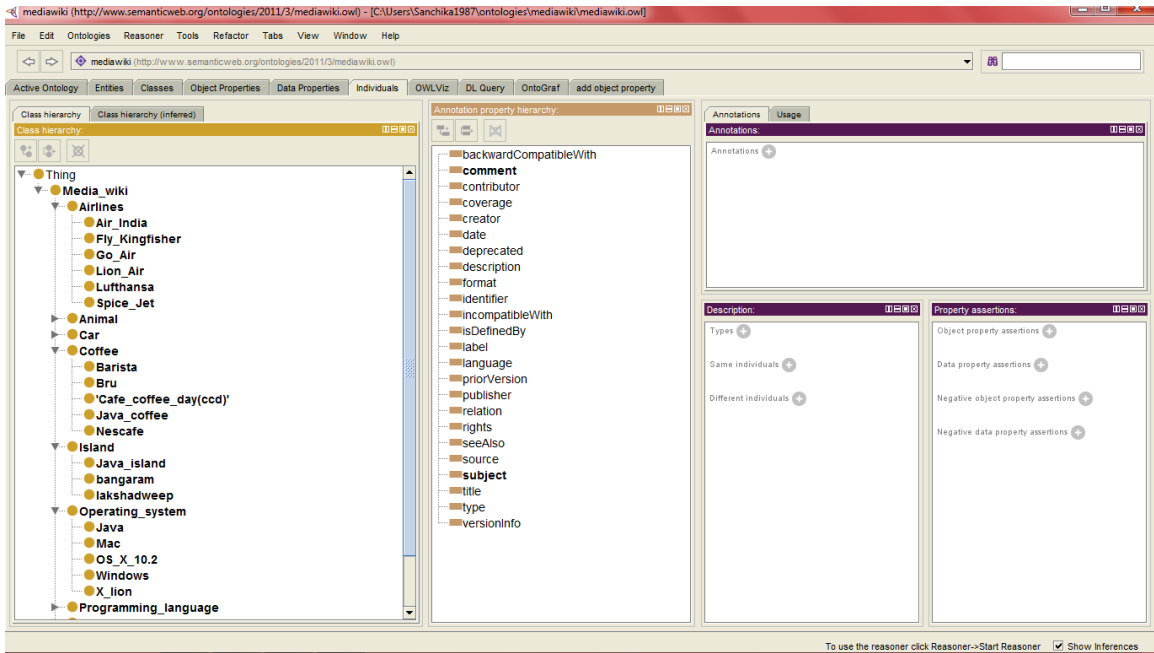 mediawiki (http://www.semanticweb.org/ontologies/2011/3/mediawiki.owl) - [C:\Users\Sanchika1987\ontologies\mediawiki\mediawiki.owl]
File Edit Ontologies Reasoner Tools Refactor Tabs View Window Help
mediawiki (http://www.semanticweb.org/ontologies/2011/3/mediawiki.owl)
Active Ontology Entities Classes Object Properties Data Properties Individuals OWLViz DL Query OntoGraf add object property
Class hierarchy Class hierarchy (inferred)
Class hierarchy:
Thing
Media_wiki
Airlines
Air_India
Fly_Kingfisher
Go_Air
Lion_Air
Lufthansa
Spice_Jet
Animal
Car
Coffee
Barista
Bru
'Cafe_coffee_day(ccd)'
Java_coffee
Nescafe
Island
Java_island
bangaram
lakshadweep
Operating_system
Java
Mac
OS_X_10.2
Windows
X_lion
Programming_language
Annotation property hierarchy:
backwardCompatibleWith
comment
contributor
coverage
creator
date
deprecated
description
format
identifier
incompatibleWith
isDefinedBy
label
language
priorVersion
publisher
relation
rights
seeAlso
source
subject
title
type
versionInfo
Annotations Usage
Annotations:
Annotations
Description:
Types
Same individuals
Different individuals
Property assertions:
Object property assertions
Data property assertions
Negative object property assertions
Negative data property assertions
To use the reasoner click Reasoner->Start Reasoner Show Inferences